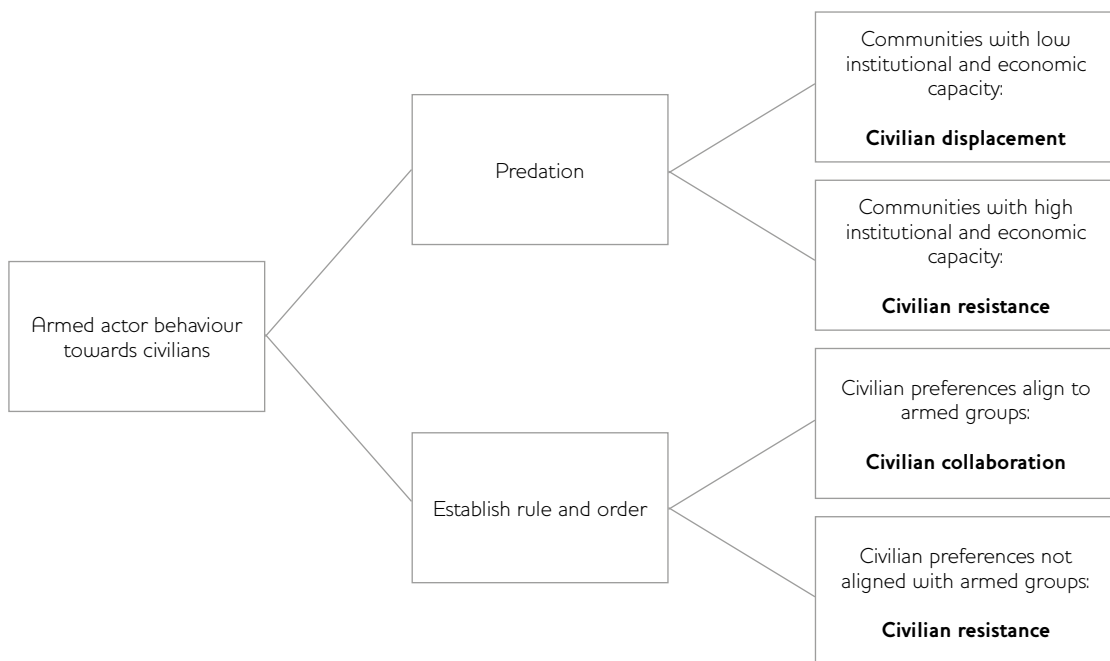 Communities with low
institutional and economic
capacity:
Civilian displacement
Predation
Communities with high
institutional and economic
capacity:
Civilian resistance
Armed actor behaviour
towards civilians
Civilian preferences align to
armed groups:
Civilian collaboration
Establish rule and order
Civilian preferences not
aligned with armed groups:
Civilian resistance